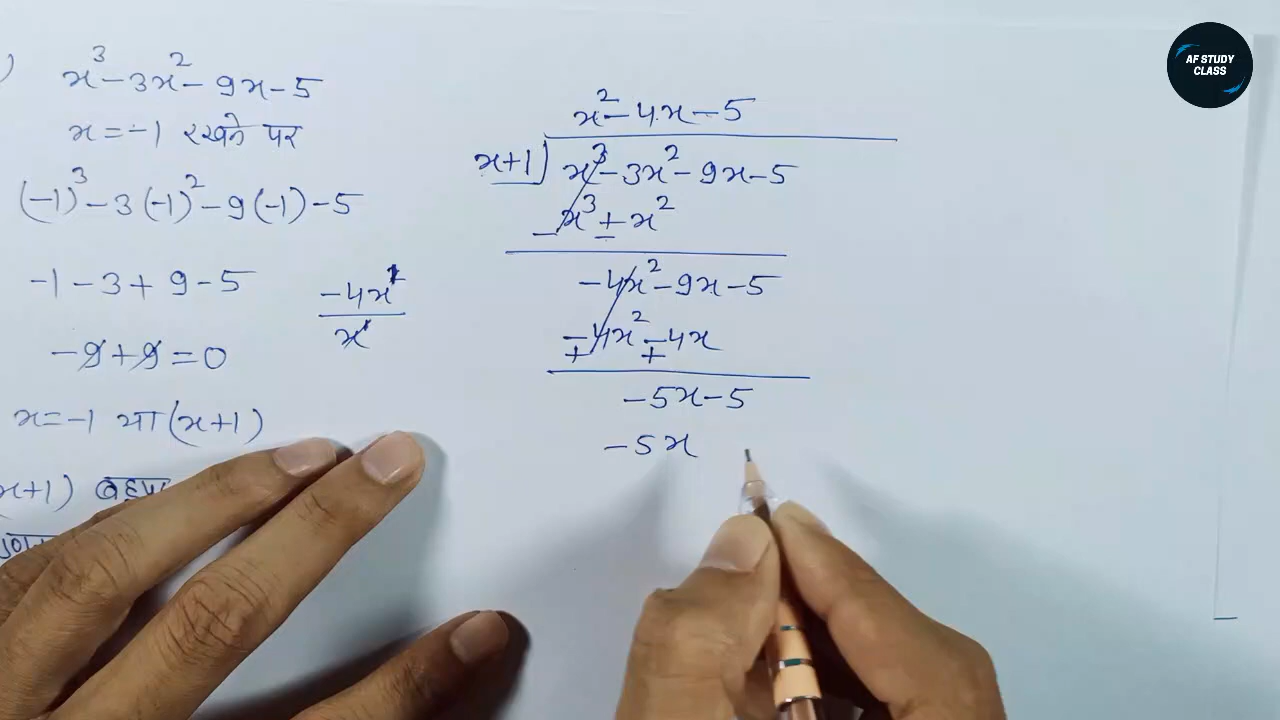 x³ - 3x² - 9x - 5
x = -1 रखने पर
(-1)³ - 3(-1)² - 9(-1) - 5
-1 - 3 + 9 - 5
-9 + 9 = 0
x = -1 या (x+1)
x+1)
-4x²
x
x² - 4x - 5
x+1) x³ - 3x² - 9x - 5
x³ + x²
- -
-4x² - 9x - 5
-4x² - 4x
+ +
-5x - 5
-5x
AF STUDY
CLASS